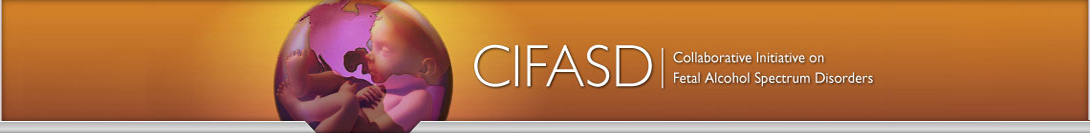 CIFASD
Collaborative Initiative on
Fetal Alcohol Spectrum Disorders